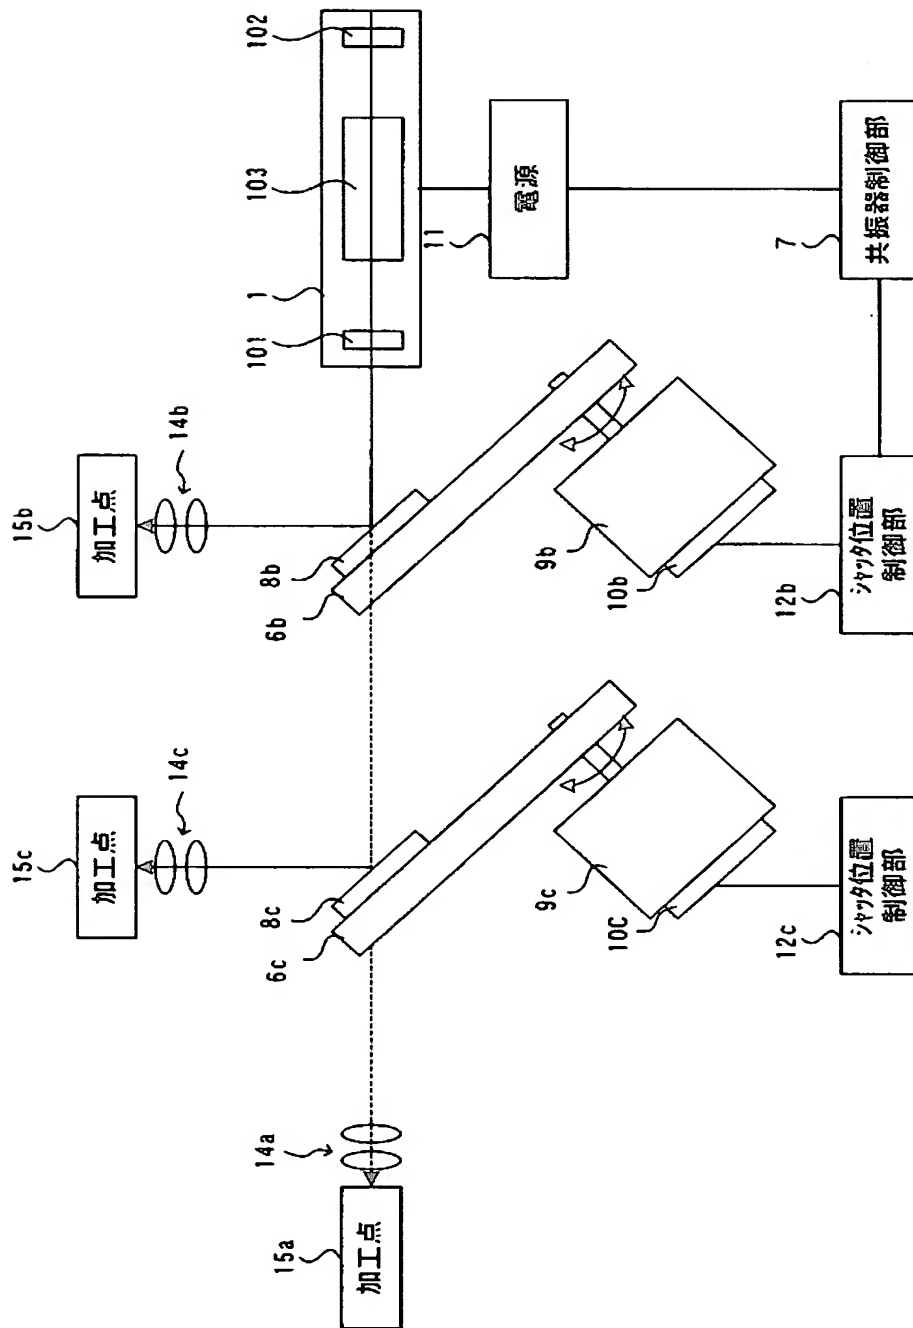 102
103
1
101
電源
11
共振器制御部
7
15b
加工点
14b
8b
6b
9b
10b
シャッタ位置
制御部
12b
15c
加工点
14c
8c
6c
9c
10C
シャッタ位置
制御部
12c
14a
15a
加工点